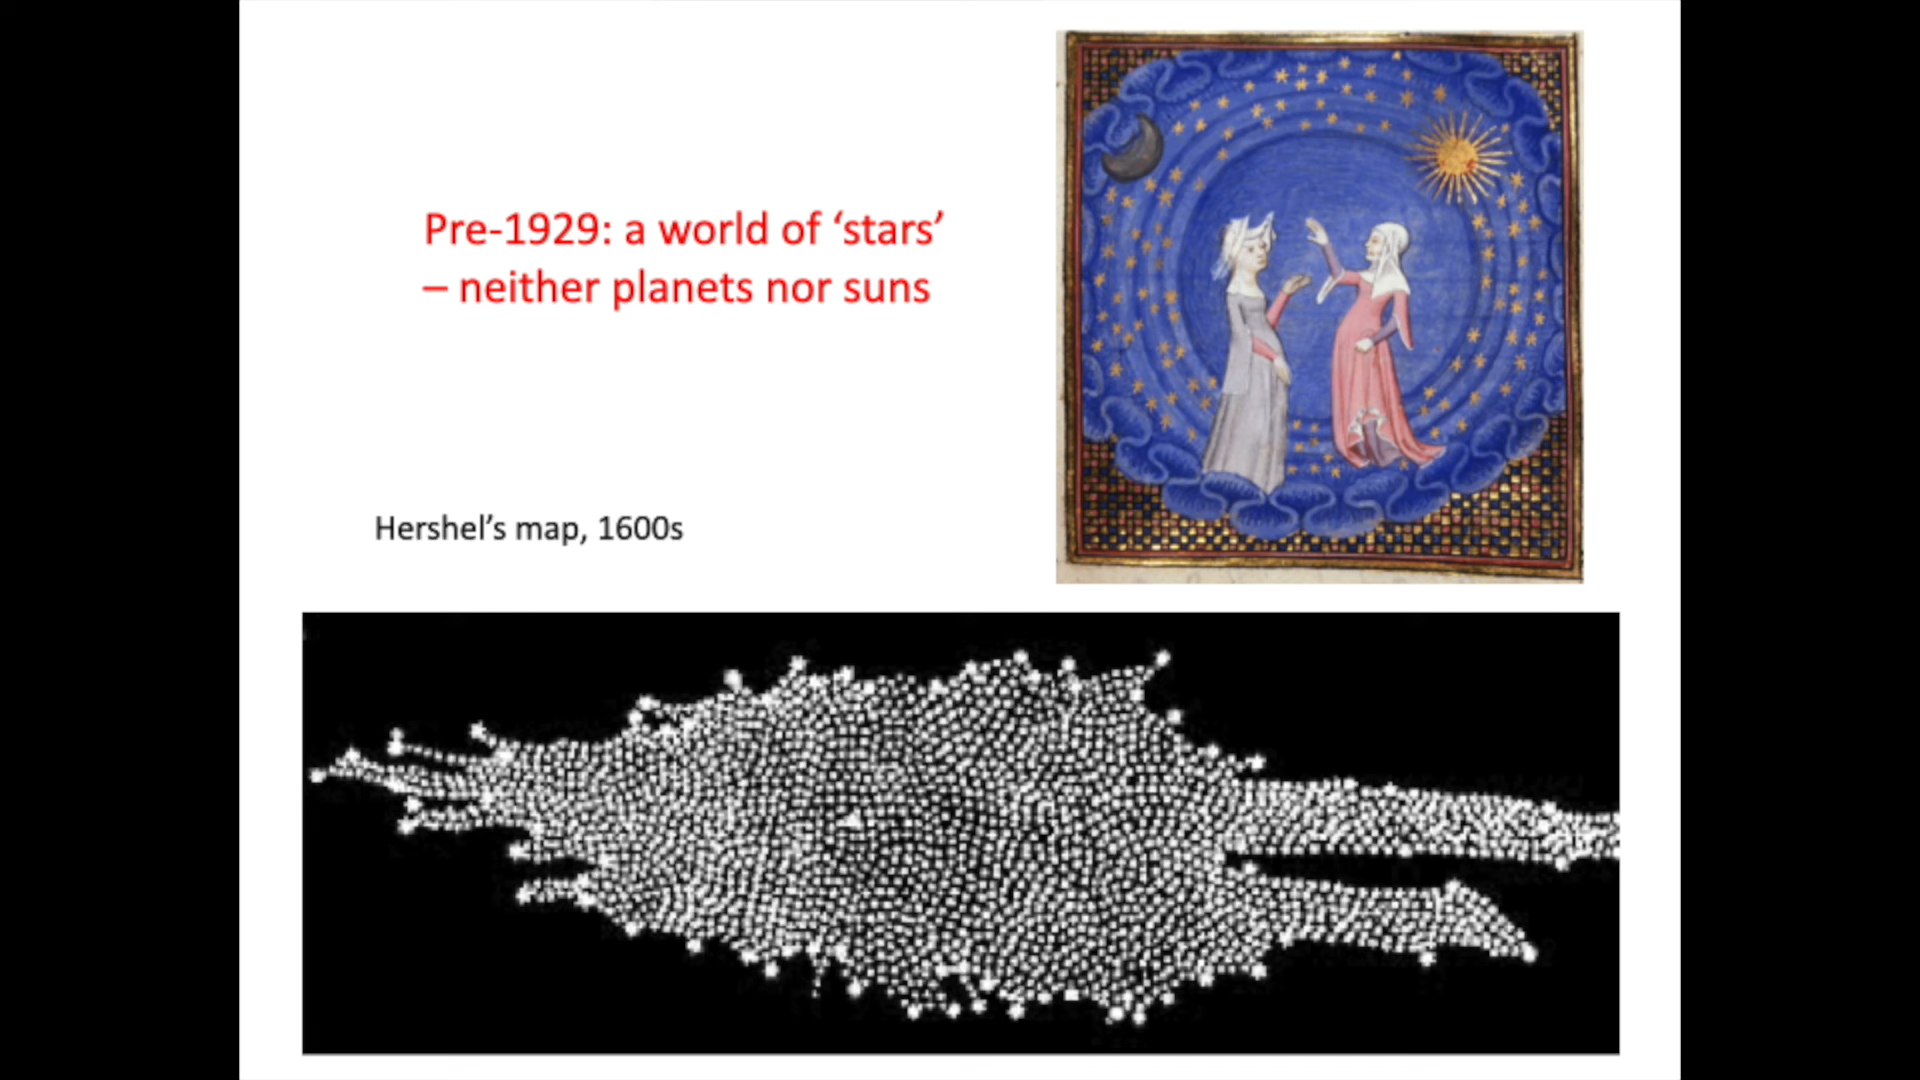 Pre-1929: a world of ‘stars’
– neither planets nor suns
Hershel’s map, 1600s